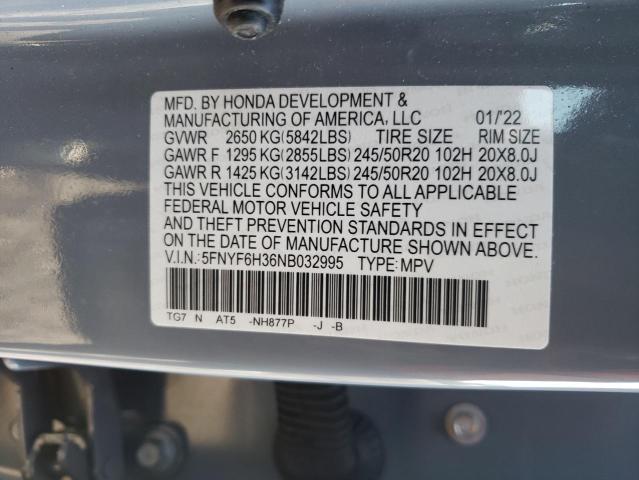 MFD. BY HONDA DEVELOPMENT &
MANUFACTURING OF AMERICA, LLC 01/'22
GVWR 2650 KG(5842LBS) TIRE SIZE RIM SIZE
GAWR F 1295 KG(2855LBS) 245/50R20 102H 20X8.0J
GAWR R 1425 KG(3142LBS) 245/50R20 102H 20X8.0J
THIS VEHICLE CONFORMS TO ALL APPLICABLE
FEDERAL MOTOR VEHICLE SAFETY
AND THEFT PREVENTION STANDARDS IN EFFECT
ON THE DATE OF MANUFACTURE SHOWN ABOVE.
V.I.N.:5FNYF6H36NB032995 TYPE:MPV
TG7 N AT5 -NH877P -J -B